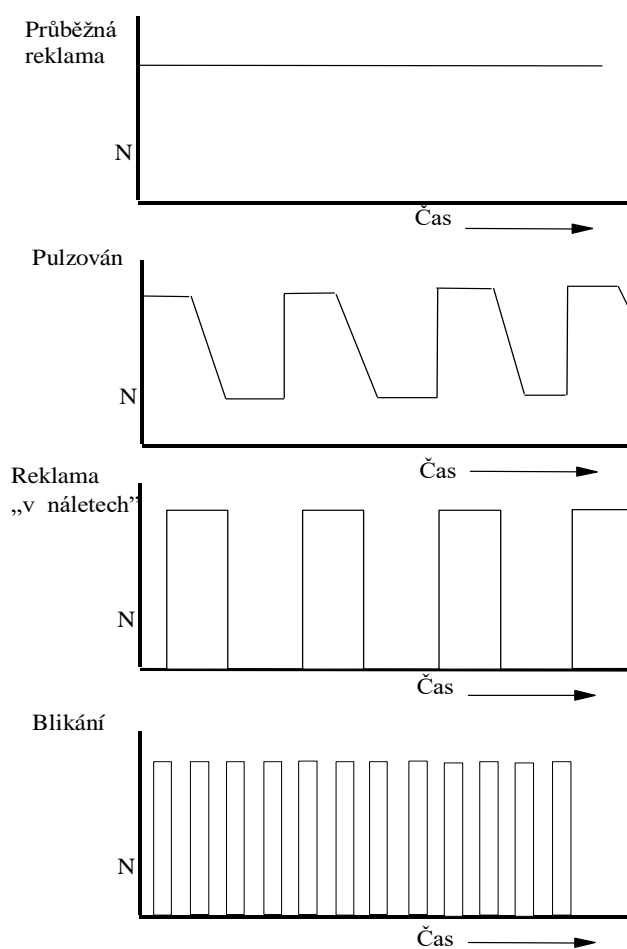 Průběžná
reklama
N
Čas
Pulzován
N
Čas
Reklama
„v náletech”
N
Čas
Blikání
N
Čas